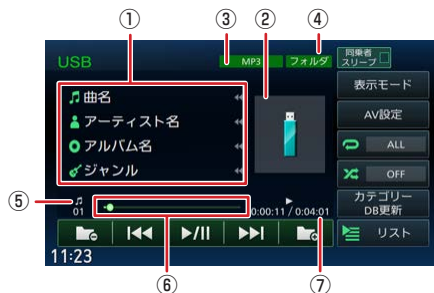 ① ③ ② ④
USB
MP3
フォルダ
同乗者
スリープ
曲名
アーティスト名
アルバム名
ジャンル
表示モード
AV設定
ALL
OFF
カテゴリー
DB更新
リスト
⑤
01
0:00:11 / 0:04:01
11:23
⑥ ⑦